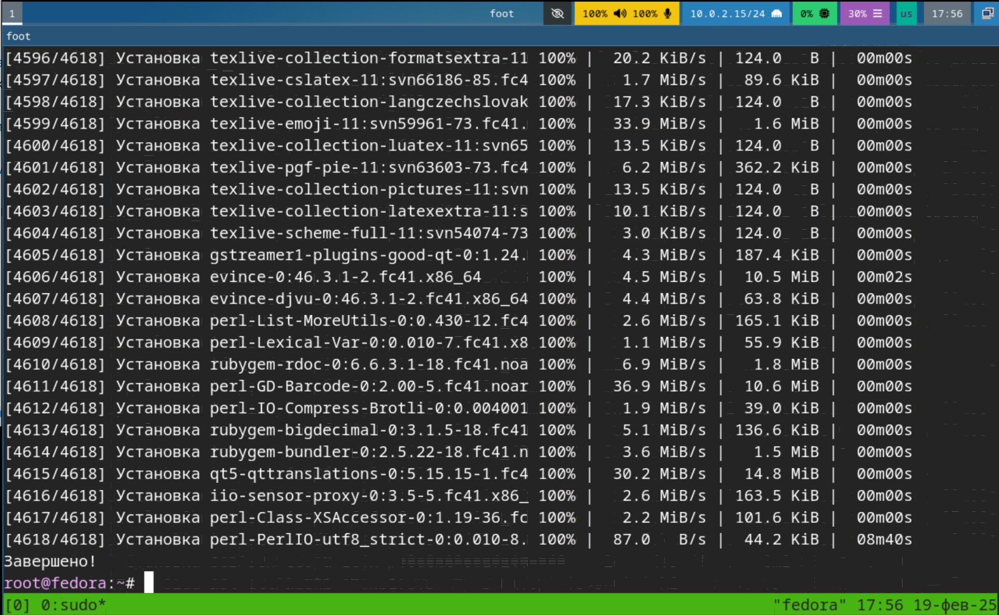 1 foot 100% 100% 10.0.2.15/24 0% 30% us 17:56
foot
[4596/4618] Установка texlive-collection-formatsextra-11 100% | 20.2 KiB/s | 124.0 B | 00m00s
[4597/4618] Установка texlive-cslatex-11:svn66186-85.fc4 100% | 1.7 MiB/s | 89.6 KiB | 00m00s
[4598/4618] Установка texlive-collection-langczechslovak 100% | 17.3 KiB/s | 124.0 B | 00m00s
[4599/4618] Установка texlive-emoji-11:svn59961-73.fc41. 100% | 33.9 MiB/s | 1.6 MiB | 00m00s
[4600/4618] Установка texlive-collection-luatex-11:svn65 100% | 13.5 KiB/s | 124.0 B | 00m00s
[4601/4618] Установка texlive-pgf-pie-11:svn63603-73.fc4 100% | 6.2 MiB/s | 362.2 KiB | 00m00s
[4602/4618] Установка texlive-collection-pictures-11:svn 100% | 13.5 KiB/s | 124.0 B | 00m00s
[4603/4618] Установка texlive-collection-latexextra-11:s 100% | 10.1 KiB/s | 124.0 B | 00m00s
[4604/4618] Установка texlive-scheme-full-11:svn54074-73 100% | 3.0 KiB/s | 124.0 B | 00m00s
[4605/4618] Установка gstreamer1-plugins-good-qt-0:1.24. 100% | 4.3 MiB/s | 187.4 KiB | 00m00s
[4606/4618] Установка evince-0:46.3.1-2.fc41.x86_64 100% | 4.5 MiB/s | 10.5 MiB | 00m02s
[4607/4618] Установка evince-djvu-0:46.3.1-2.fc41.x86_64 100% | 4.4 MiB/s | 63.8 KiB | 00m00s
[4608/4618] Установка perl-List-MoreUtils-0:0.430-12.fc4 100% | 2.6 MiB/s | 165.1 KiB | 00m00s
[4609/4618] Установка perl-Lexical-Var-0:0.010-7.fc41.x8 100% | 1.1 MiB/s | 55.9 KiB | 00m00s
[4610/4618] Установка rubygem-rdoc-0:6.6.3.1-18.fc41.noa 100% | 6.9 MiB/s | 1.8 MiB | 00m00s
[4611/4618] Установка perl-GD-Barcode-0:2.00-5.fc41.noar 100% | 36.9 MiB/s | 10.6 MiB | 00m00s
[4612/4618] Установка perl-IO-Compress-Brotli-0:0.004001 100% | 1.9 MiB/s | 39.0 KiB | 00m00s
[4613/4618] Установка rubygem-bigdecimal-0:3.1.5-18.fc41 100% | 5.1 MiB/s | 136.6 KiB | 00m00s
[4614/4618] Установка rubygem-bundler-0:2.5.22-18.fc41.n 100% | 3.6 MiB/s | 1.5 MiB | 00m00s
[4615/4618] Установка qt5-qttranslations-0:5.15.15-1.fc4 100% | 30.2 MiB/s | 14.8 MiB | 00m00s
[4616/4618] Установка iio-sensor-proxy-0:3.5-5.fc41.x86_ 100% | 2.6 MiB/s | 163.5 KiB | 00m00s
[4617/4618] Установка perl-Class-XSAccessor-0:1.19-36.fc 100% | 2.2 MiB/s | 101.6 KiB | 00m00s
[4618/4618] Установка perl-PerlIO-utf8_strict-0:0.010-8. 100% | 87.0 B/s | 44.2 KiB | 08m40s
Завершено!
root@fedora:~#
[0] 0:sudo* "fedora" 17:56 19-фев-25